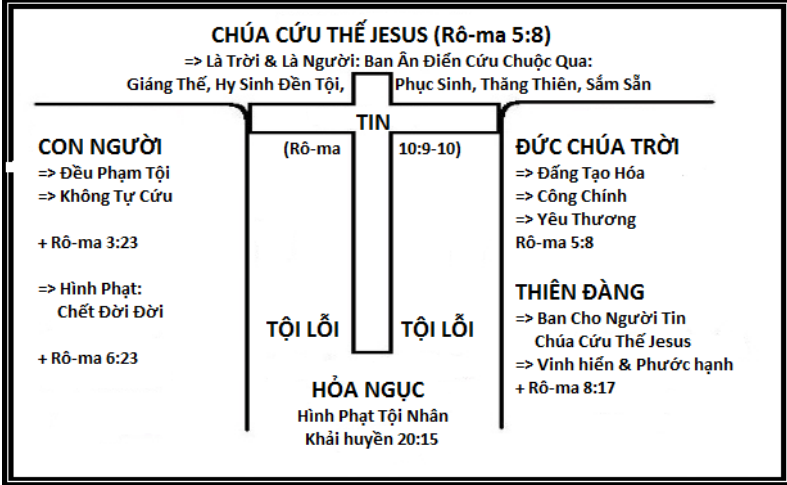 CHÚA CỨU THẾ JESUS (Rô-ma 5:8)
=> Là Trời & Là Người: Ban Ân Điển Cứu Chuộc Qua:
Giáng Thế, Hy Sinh Đền Tội, Phục Sinh, Thăng Thiên, Sắm Sẵn
TIN
(Rô-ma 10:9-10)
CON NGƯỜI
=> Đều Phạm Tội
=> Không Tự Cứu
+ Rô-ma 3:23
=> Hình Phạt:
Chết Đời Đời
+ Rô-ma 6:23
TỘI LỖI TỘI LỖI
HỎA NGỤC
Hình Phạt Tội Nhân
Khải huyền 20:15
ĐỨC CHÚA TRỜI
=> Đấng Tạo Hóa
=> Công Chính
=> Yêu Thương
Rô-ma 5:8
THIÊN ĐÀNG
=> Ban Cho Người Tin
Chúa Cứu Thế Jesus
=> Vinh hiển & Phước hạnh
+ Rô-ma 8:17